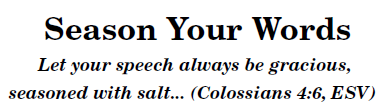 Season Your Words
Let your speech always be gracious,
seasoned with salt... (Colossians 4:6, ESV)